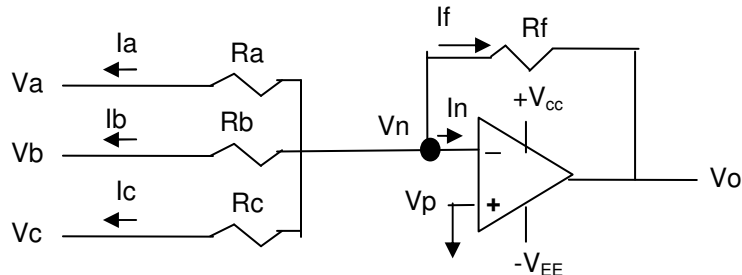 If Rf
Ia Ra
Va
+Vcc
Ib Rb Vn In
Vb
−
Vo
Ic Rc Vp +
Vc
-VEE